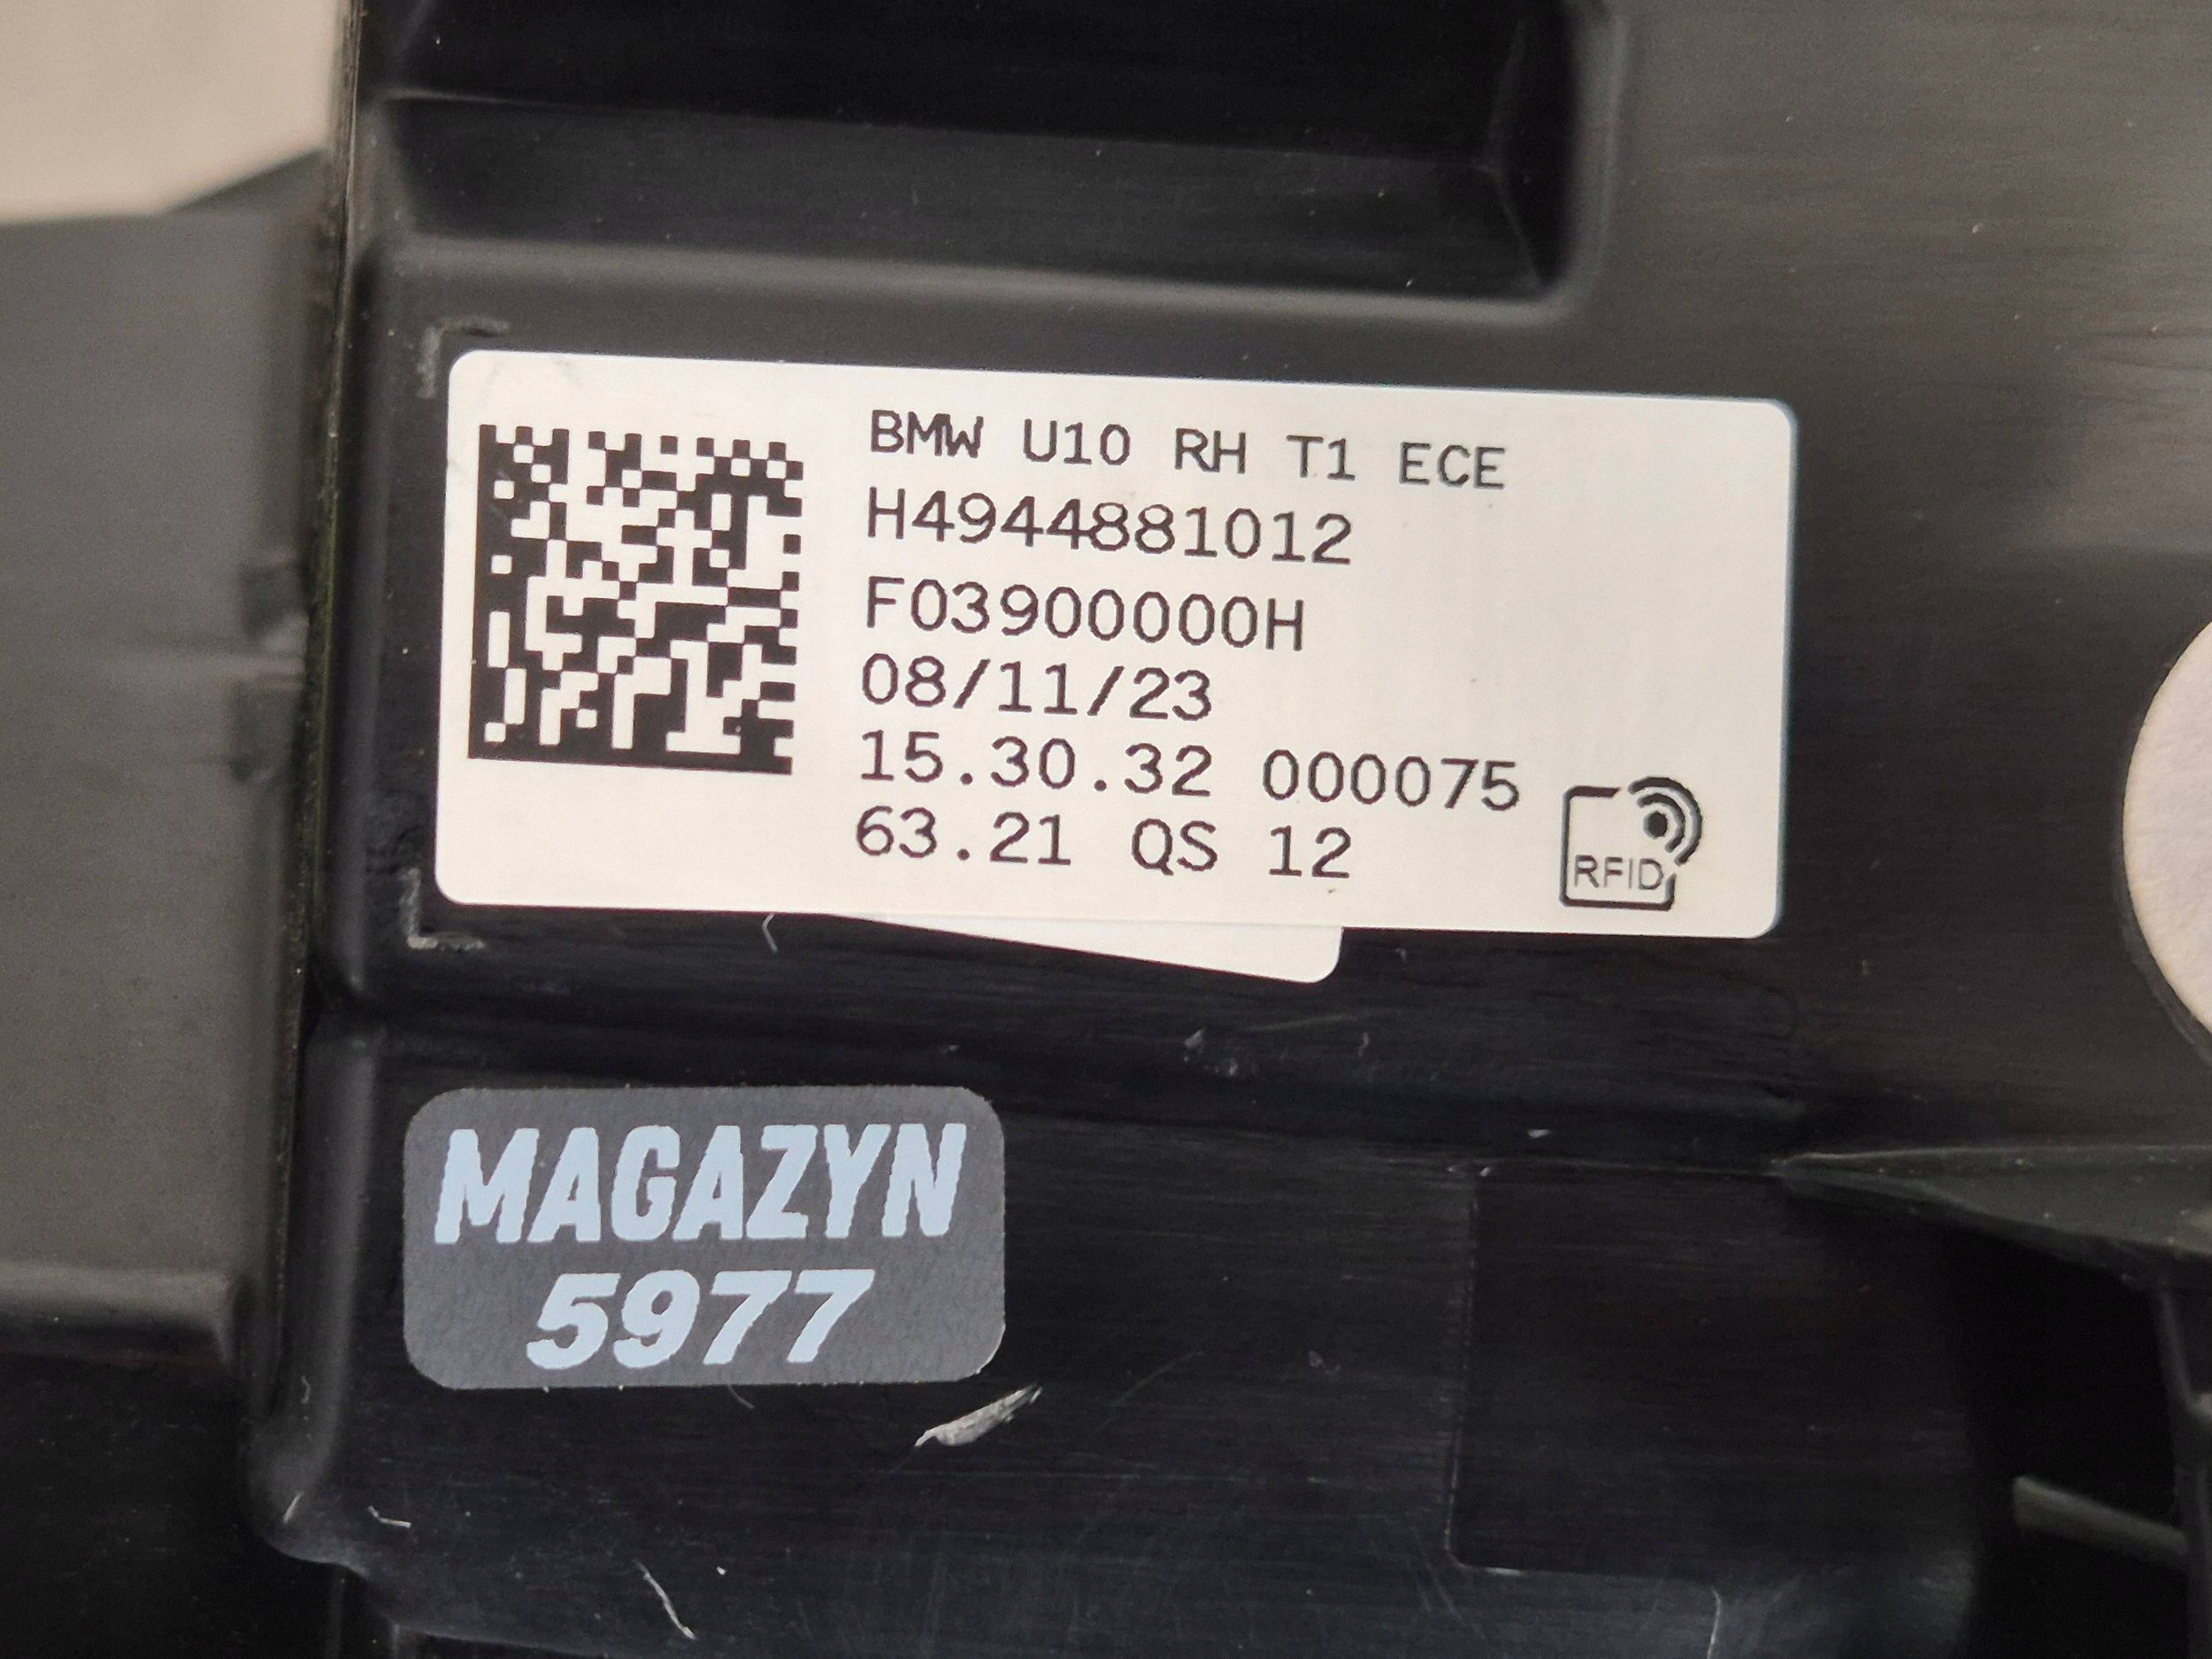 BMW U10 RH T1 ECE
H4944881012
F03900000H
08/11/23
15.30.32 000075
63.21 QS 12
RFID
MAGAZYN
5977